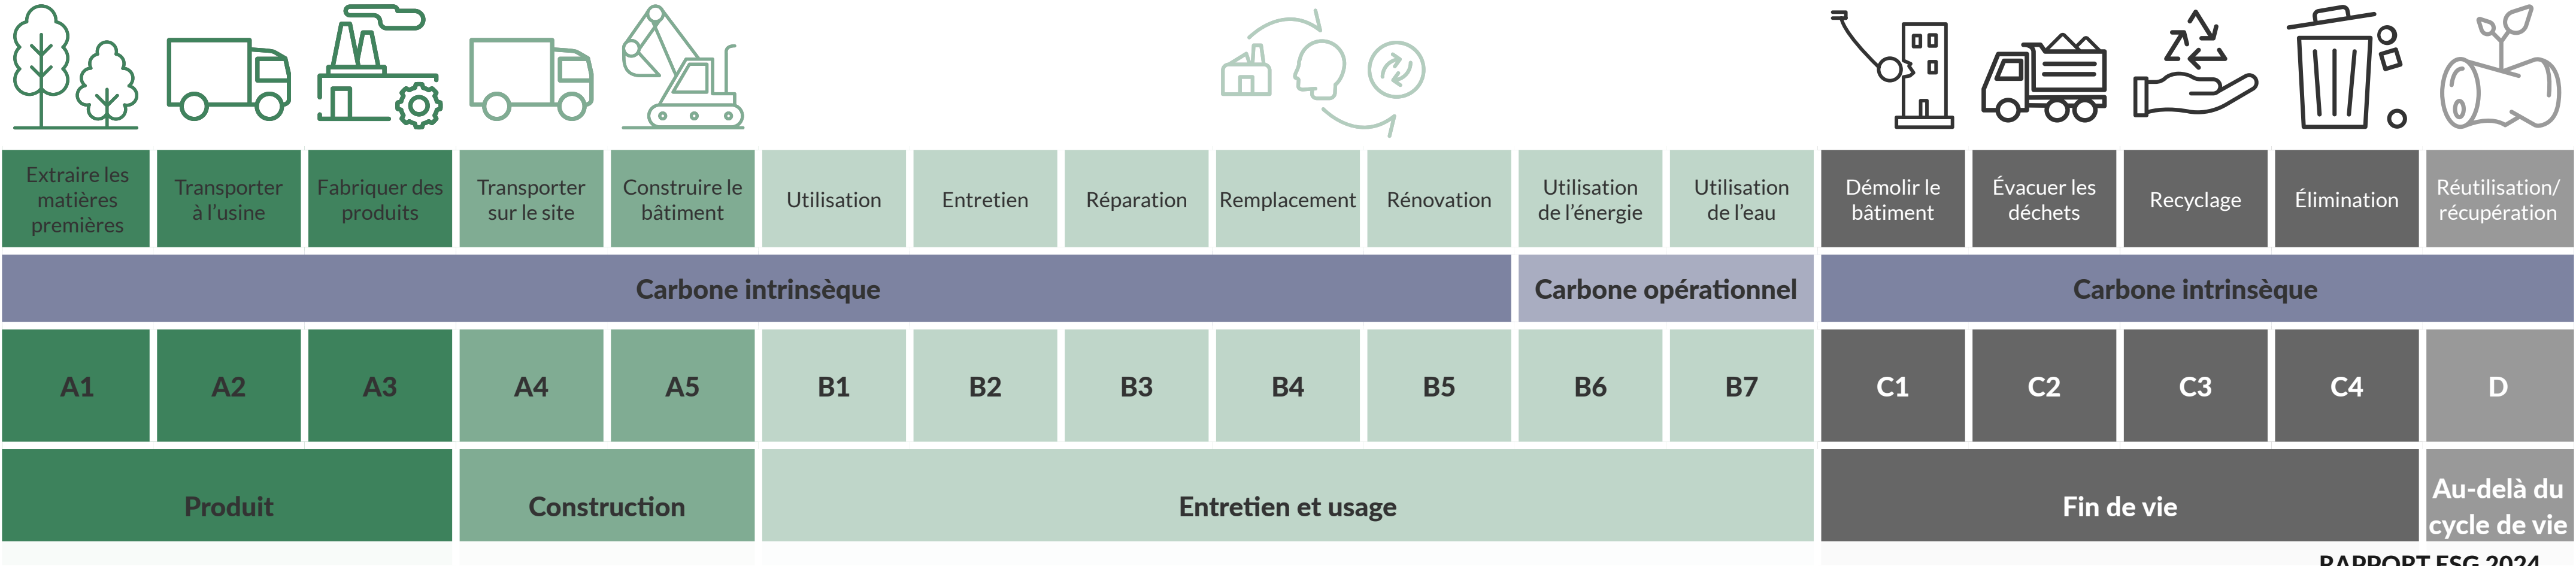 Extraire les
matières
premières
Transporter
à l'usine
Fabriquer des
produits
Transporter
sur le site
Construire le
bâtiment
Utilisation
Entretien
Réparation
Remplacement
Rénovation
Utilisation
de l'énergie
Utilisation
de l'eau
Démolir le
bâtiment
Évacuer les
déchets
Recyclage
Élimination
Réutilisation/
récupération
Carbone intrinsèque
Carbone opérationnel
Carbone intrinsèque
A1
A2
A3
A4
A5
B1
B2
B3
B4
B5
B6
B7
C1
C2
C3
C4
D
Produit
Construction
Entretien et usage
Fin de vie
Au-delà du
cycle de vie
RAPPORT ESG 2024